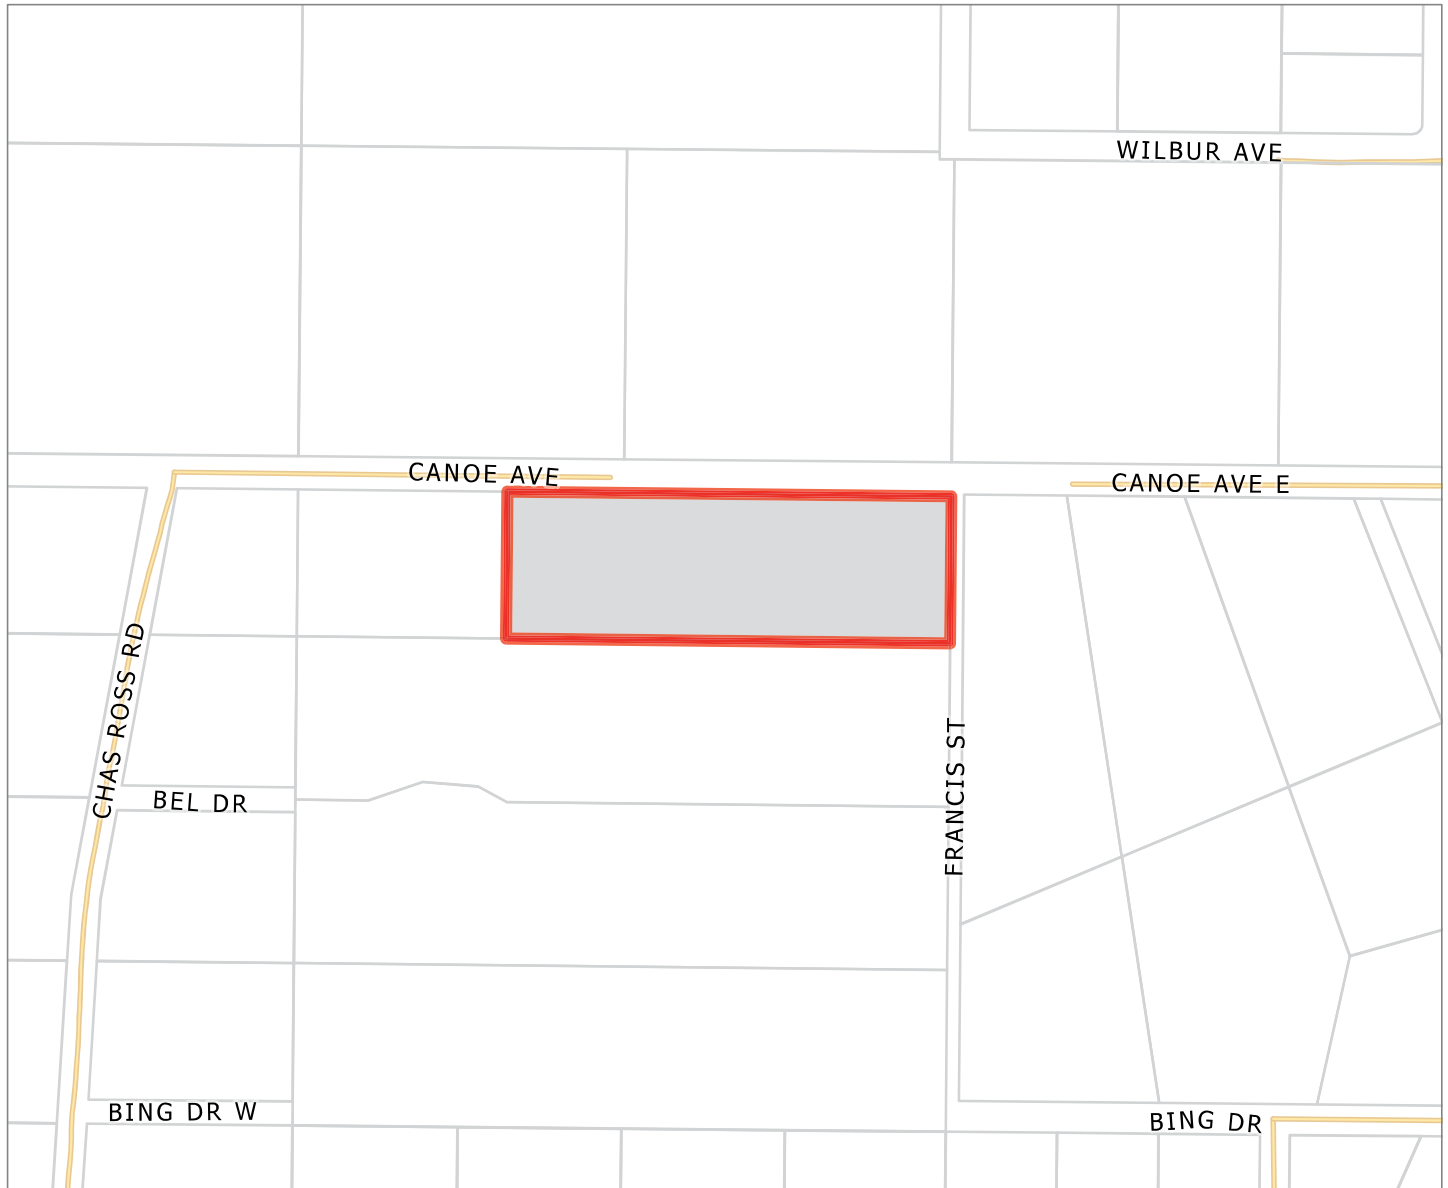 WILBUR AVE
CANOE AVE
CANOE AVE E
CHAS ROSS RD
FRANCIS ST
BEL DR
BING DR W
BING DR